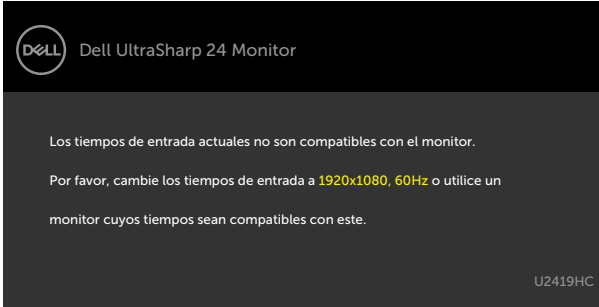 DELL
Dell UltraSharp 24 Monitor
Los tiempos de entrada actuales no son compatibles con el monitor.
Por favor, cambie los tiempos de entrada a 1920x1080, 60Hz o utilice un
monitor cuyos tiempos sean compatibles con este.
U2419HC